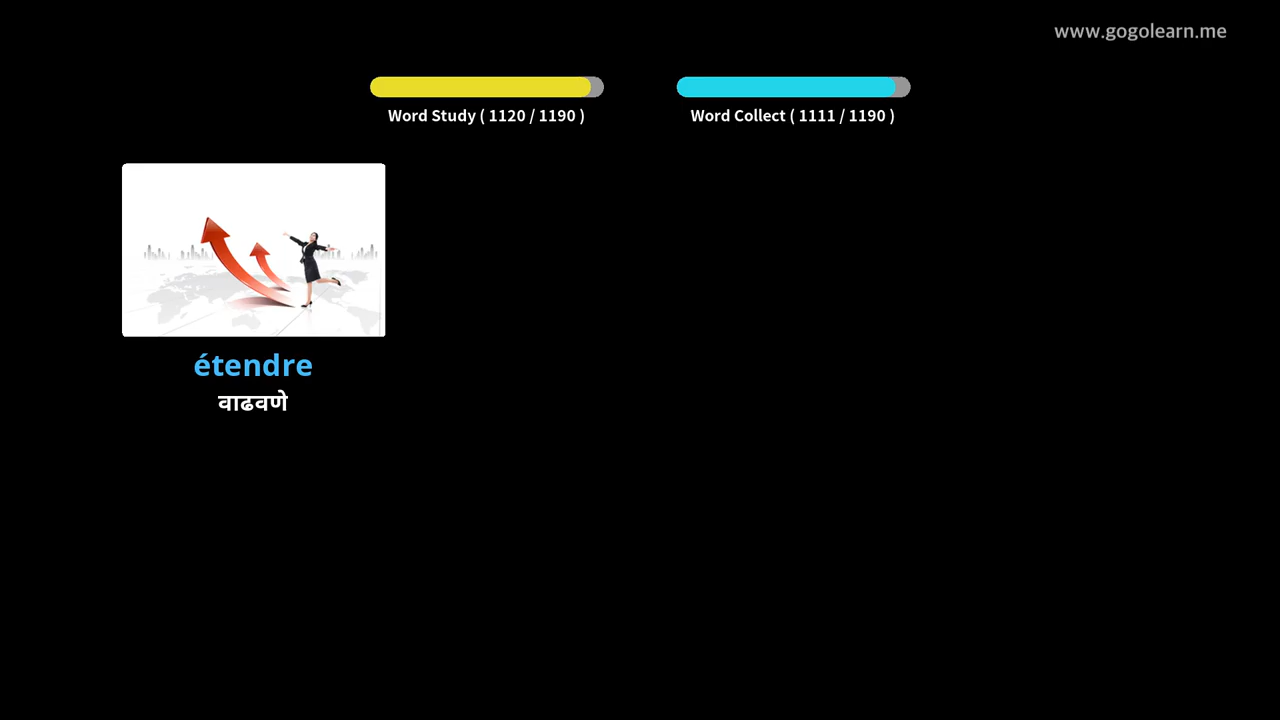 www.gogolearn.me
Word Study ( 1120 / 1190 )
Word Collect ( 1111 / 1190 )
étendre
वाढवणे